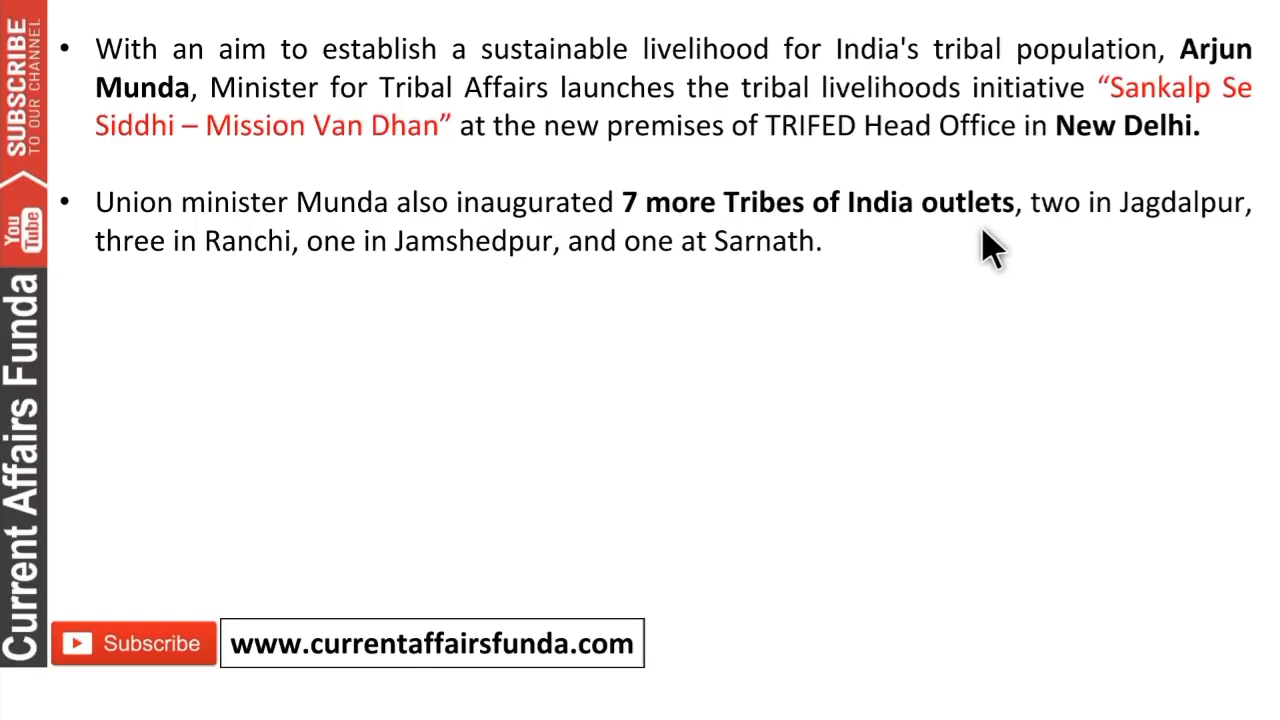 • With an aim to establish a sustainable livelihood for India's tribal population, Arjun
Munda, Minister for Tribal Affairs launches the tribal livelihoods initiative “Sankalp Se
Siddhi – Mission Van Dhan” at the new premises of TRIFED Head Office in New Delhi.
• Union minister Munda also inaugurated 7 more Tribes of India outlets, two in Jagdalpur,
three in Ranchi, one in Jamshedpur, and one at Sarnath.
SUBSCRIBE
TO OUR CHANNEL
You
Tube
Current Affairs Funda
Subscribe
www.currentaffairsfunda.com